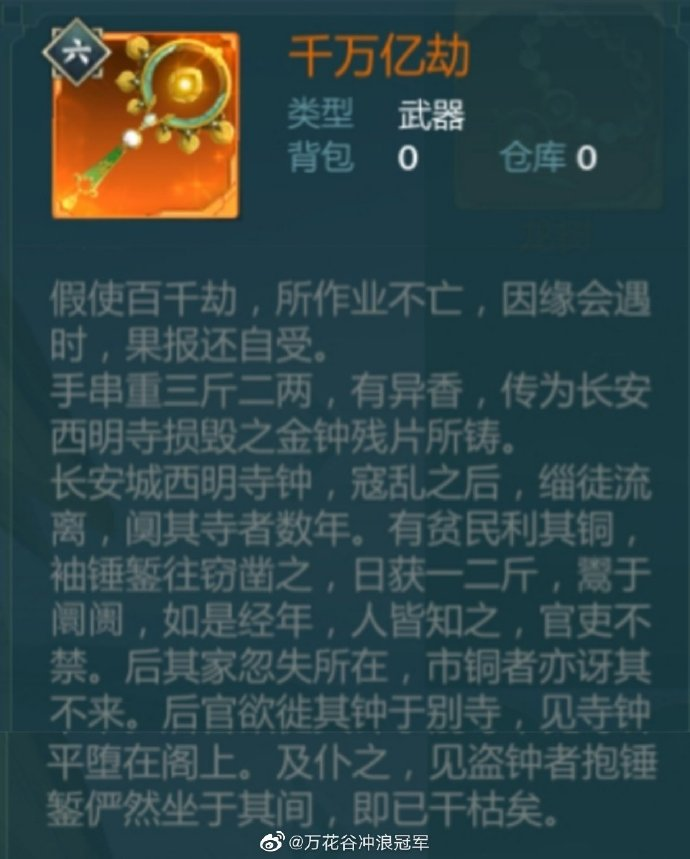 六
千万亿劫
类型 武器
背包 0 仓库 0
假使百千劫，所作业不亡，因缘会遇
时，果报还自受。
手串重三斤二两，有异香，传为长安
西明寺损毁之金钟残片所铸。
长安城西明寺钟，寇乱之后，缁徒流
离，阒其寺者数年。有贫民利其铜，
袖锤錾往窃凿之，日获一二斤，鬻于
阛阓，如是经年，人皆知之，官吏不
禁。后其家忽失所在，市铜者亦讶其
不来。后官欲徙其钟于别寺，见寺钟
平堕在阁上。及仆之，见盗钟者抱锤
錾俨然坐于其间，即已干枯矣。
@万花谷冲浪冠军